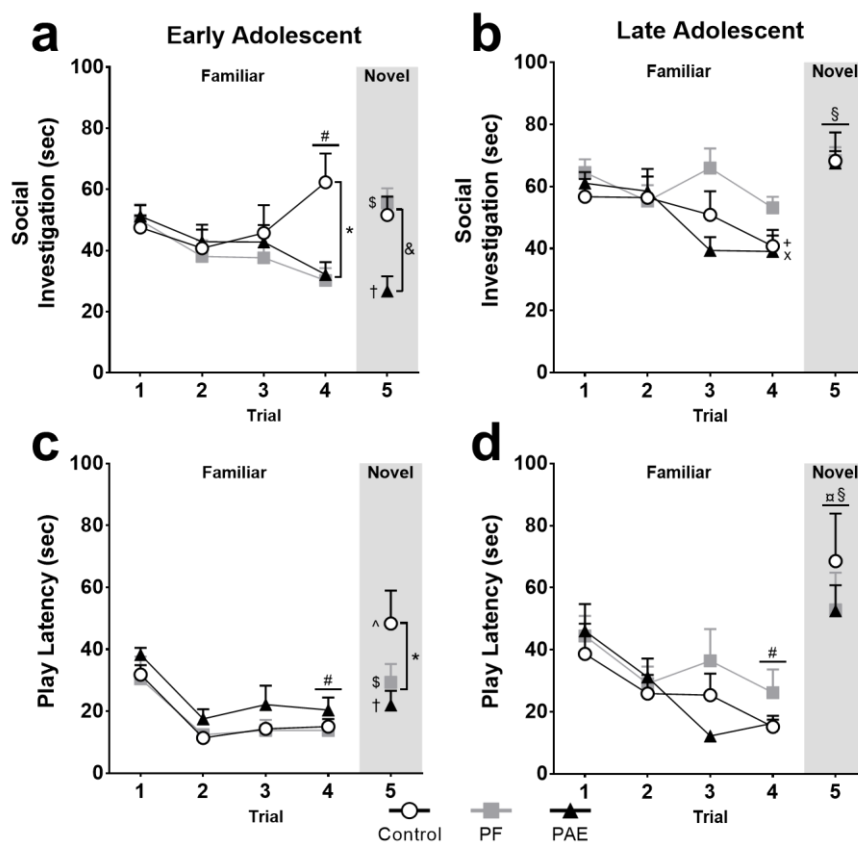 a
Early Adolescent
b
Late Adolescent
100
80
60
40
20
0
Social
Investigation (sec)
Familiar
Novel
#
*
$
&
†
1
2
3
4
5
Trial
100
80
60
40
20
0
Social
Investigation (sec)
Familiar
Novel
§
+
x
1
2
3
4
5
Trial
c
100
80
60
40
20
0
Play Latency (sec)
Familiar
Novel
#
^
*
$
†
1
2
3
4
5
Trial
d
100
80
60
40
20
0
Play Latency (sec)
Familiar
Novel
¤ §
#
1
2
3
4
5
Trial
Control
PF
PAE